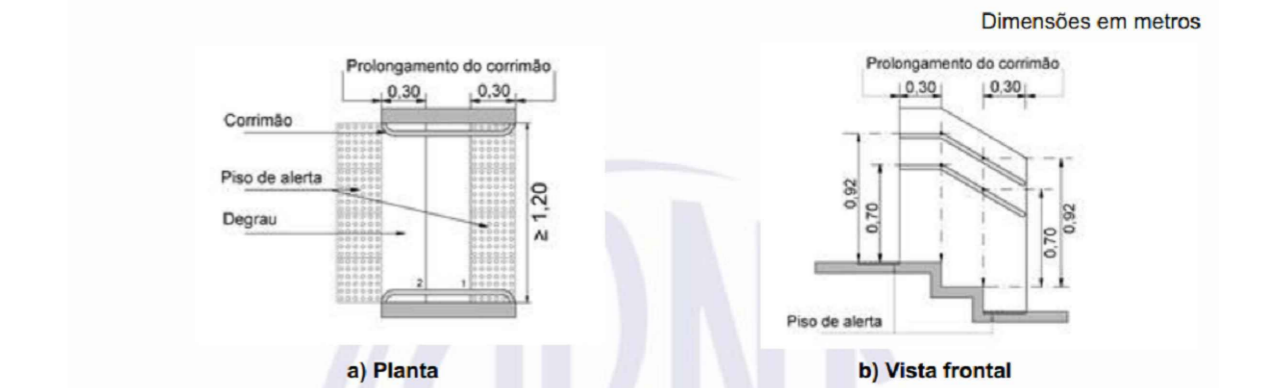 Dimensões em metros
Prolongamento do corrimão
0,30
0,30
Corrimão
Piso de alerta
Degrau
≥ 1,20
2
1
a) Planta
Prolongamento do corrimão
0,30
0,30
0,92
0,70
0,70
0,92
Piso de alerta
b) Vista frontal